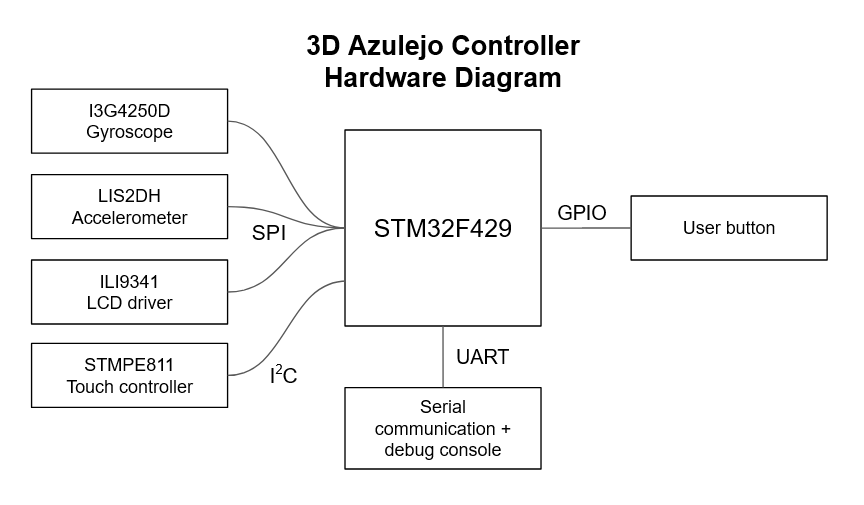 3D Azulejo Controller
Hardware Diagram
I3G4250D
Gyroscope
LIS2DH
Accelerometer
SPI
ILI9341
LCD driver
STMPE811
Touch controller
I²C
STM32F429
GPIO
User button
UART
Serial
communication +
debug console